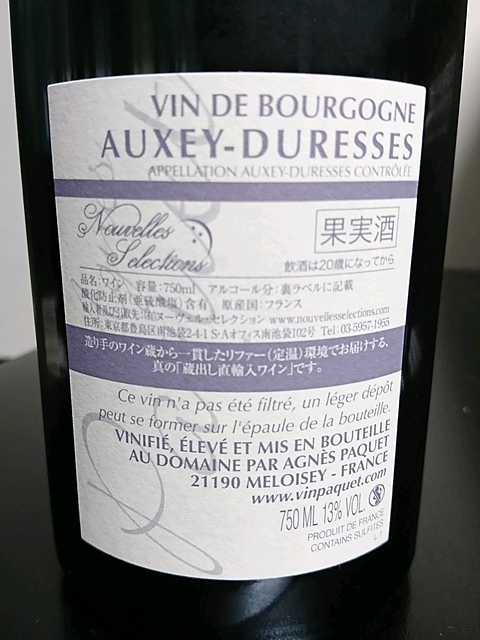 VIN DE BOURGOGNE
AUXEY-DURESSES
APPELLATION AUXEY-DURESSES CONTRÔLÉE
Nouvelles
Selections
果実酒
飲酒は20歳になってから
品名:ワイン 容量:750ml アルコール分:裏ラベルに記載
酸化防止剤(亜硫酸塩)含有 原産国:フランス
輸入者及び引取先:㈲ヌーヴェル・セレクション www.nouvellesselections.com
住所:東京都豊島区南池袋2-4-1 S・Aオフィス南池袋102号 Tel:03-5957-1955
造り手のワイン蔵から一貫したリファー(定温)環境でお届けする、
真の「蔵出し直輸入ワイン」です。
Ce vin n'a pas été filtré, un léger dépôt
peut se former sur l'épaule de la bouteille.
VINIFIÉ, ÉLEVÉ ET MIS EN BOUTEILLE
AU DOMAINE PAR AGNÈS PAQUET
21190 MELOISEY - FRANCE
www.vinpaquet.com
750 ML 13% VOL.
PRODUIT DE FRANCE
CONTAINS SULFITES